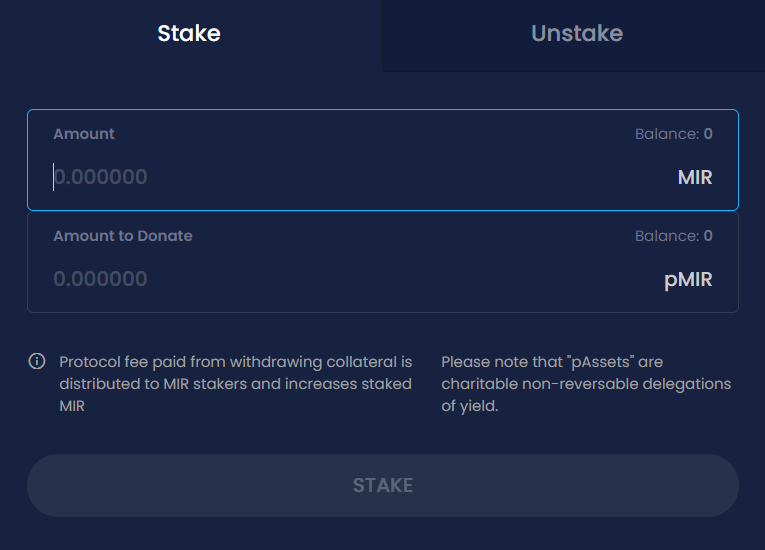 Stake
Unstake
Amount
Balance: 0
0.000000
MIR
Amount to Donate
Balance: 0
0.000000
pMIR
Protocol fee paid from withdrawing collateral is
distributed to MIR stakers and increases staked
MIR
Please note that "pAssets" are
charitable non-reversable delegations
of yield.
STAKE